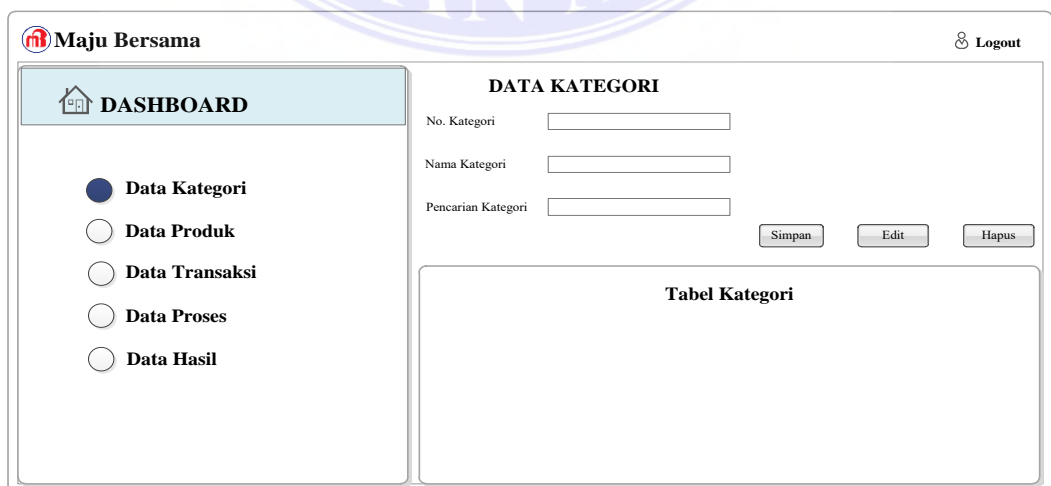 Maju Bersama
Logout
DASHBOARD
Data Kategori
Data Produk
Data Transaksi
Data Proses
Data Hasil
DATA KATEGORI
No. Kategori
Nama Kategori
Pencarian Kategori
Simpan Edit Hapus
Tabel Kategori